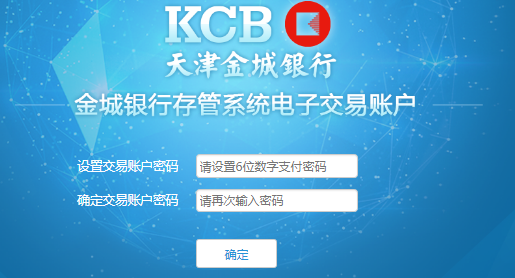 KCB
天津金城銀行
金城银行存管系统电子交易账户
设置交易账户密码 请设置6位数字支付密码
确定交易账户密码 请再次输入密码
确定